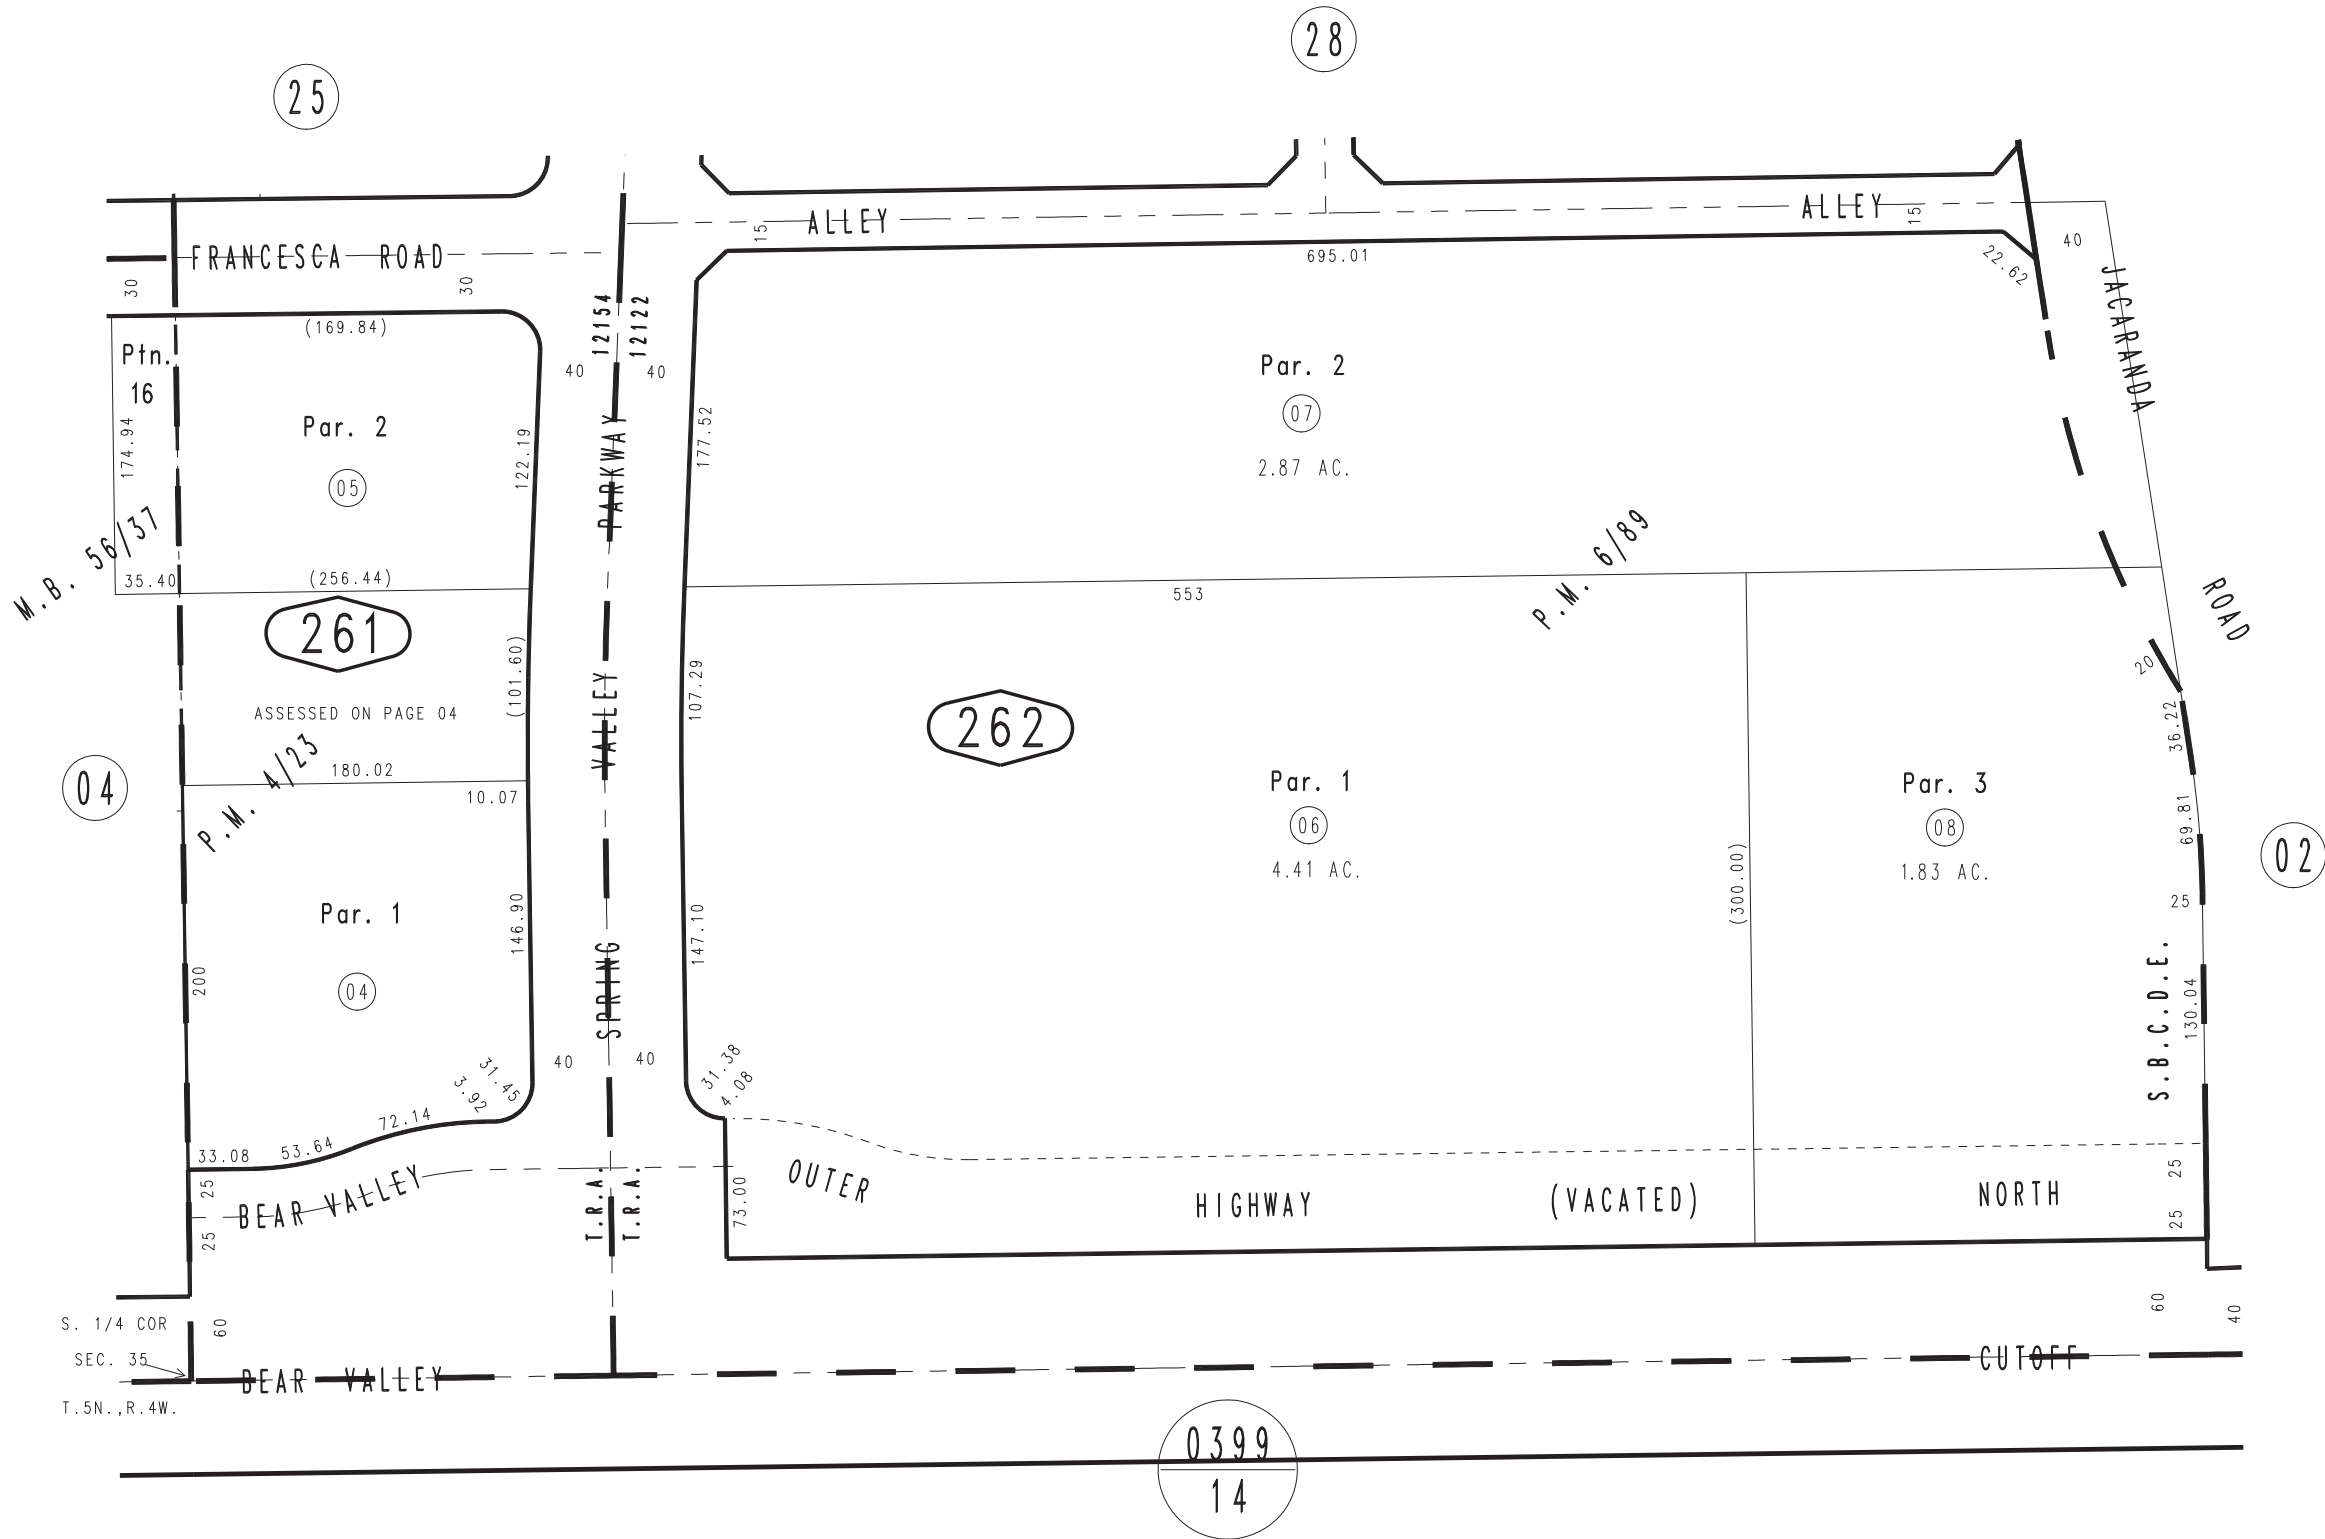 28
25
ALLEY
ALLEY
15
15
FRANCESCA ROAD
30
30
40
695.01
22.62
JACARANDA
ROAD
(169.84)
12154
12122
Ptn.
16
Par. 2
05
174.94
122.19
40
40
177.52
Par. 2
07
2.87 AC.
M.B. 56/37
35.40
(256.44)
PARKWAY
553
P.M. 6/89
261
(101.60)
ASSESSED ON PAGE 04
VALLEY
107.29
262
20
36.22
04
P.M. 4/23
180.02
10.07
Par. 1
06
4.41 AC.
(300.00)
Par. 3
08
1.83 AC.
69.81
02
25
Par. 1
04
200
146.90
SPRING
147.10
S.B.C.D.E.
130.04
40
40
31.45
3.92
31.38
4.08
33.08
53.64
72.14
25
25
BEAR VALLEY
T.R.A.
T.R.A.
73.00
OUTER
HIGHWAY
(VACATED)
NORTH
25
25
S. 1/4 COR
SEC. 35
T.5N.,R.4W.
60
60
40
BEAR VALLEY
CUTOFF
0399
14